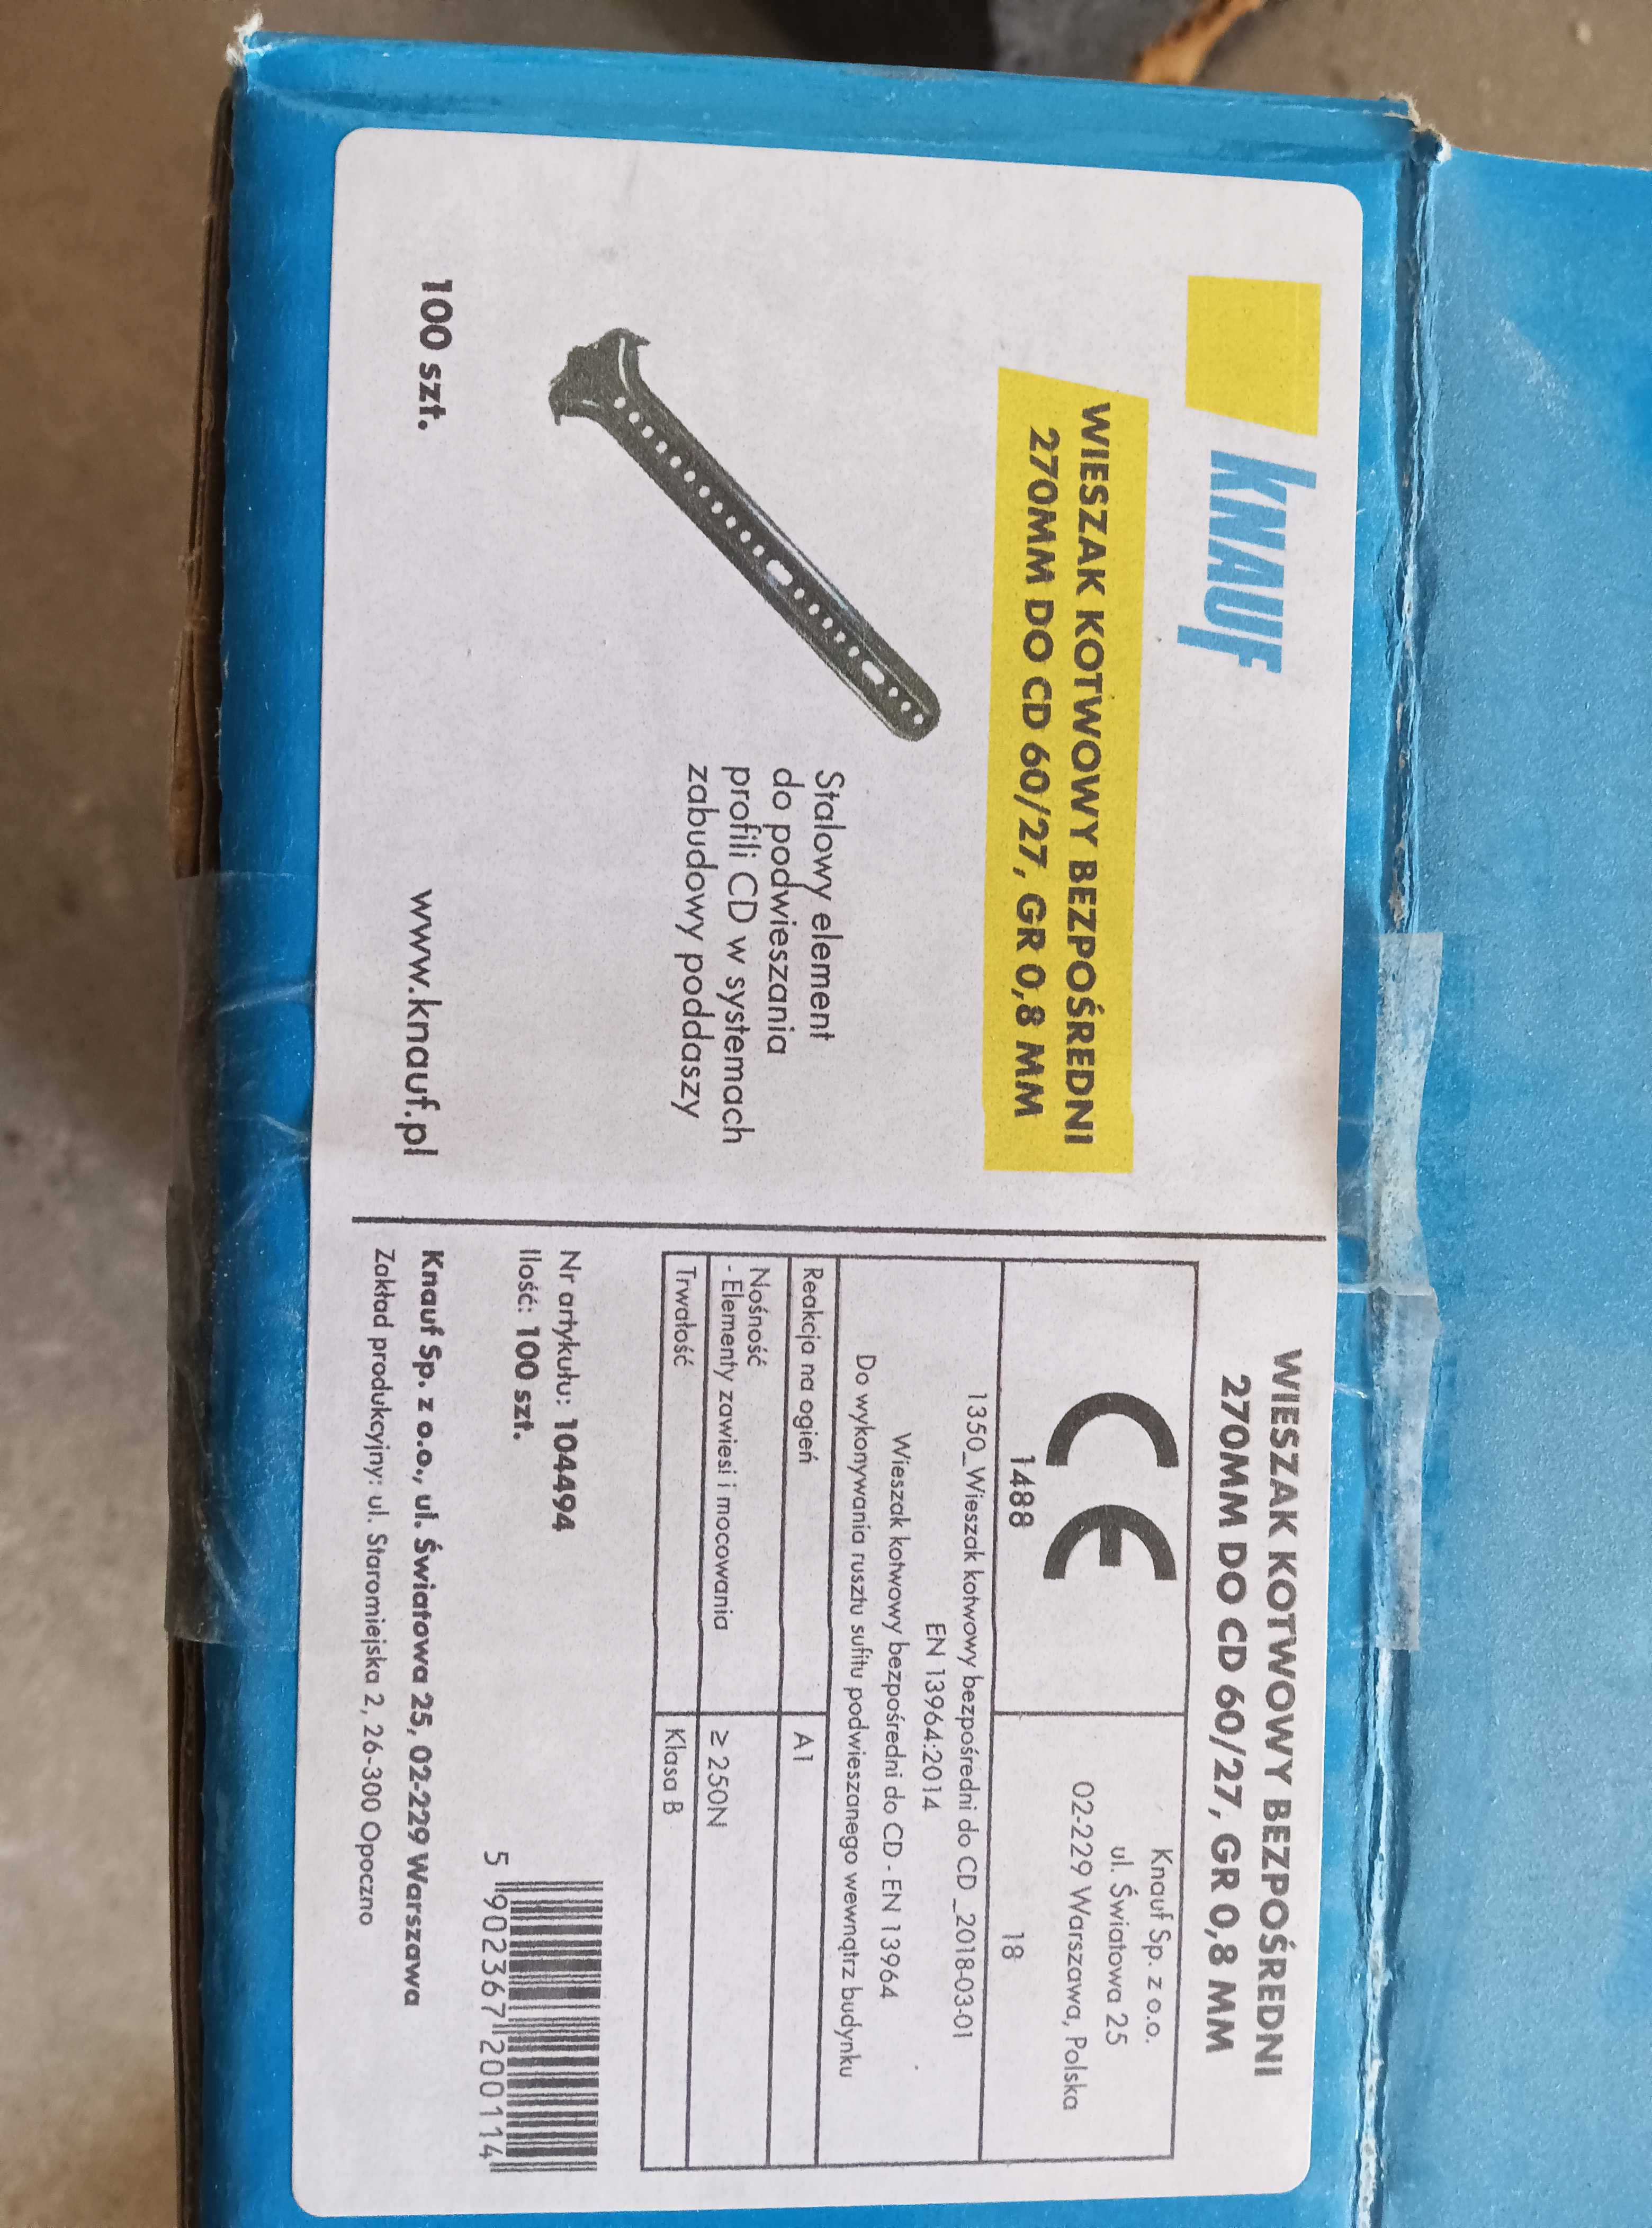 KNAUF
WIESZAK KOTWOWY BEZPOŚREDNI
270MM DO CD 60/27, GR 0,8 MM
Stalowy element
do podwieszania
profili CD w systemach
zabudowy poddaszy
100 szt.
www.knauf.pl
WIESZAK KOTWOWY BEZPOŚREDNI
270MM DO CD 60/27, GR 0,8 MM
CE
1488
Knauf Sp. z o.o.
ul. Światowa 25
02-229 Warszawa, Polska
18
1350_Wieszak kotwowy bezpośredni do CD _2018-03-01
EN 13964:2014
Wieszak kotwowy bezpośredni do CD - EN 13964
Do wykonywania rusztu sufitu podwieszanego wewnątrz budynku
Reakcja na ogień A1
Nośność
- Elementy zawiesi i mocowania ≥ 250N
Trwałość Klasa B
Nr artykułu: 104494
Ilość: 100 szt.
5 902367 200114
Knauf Sp. z o.o., ul. Światowa 25, 02-229 Warszawa
Zakład produkcyjny: ul. Staromiejska 2, 26-300 Opoczno